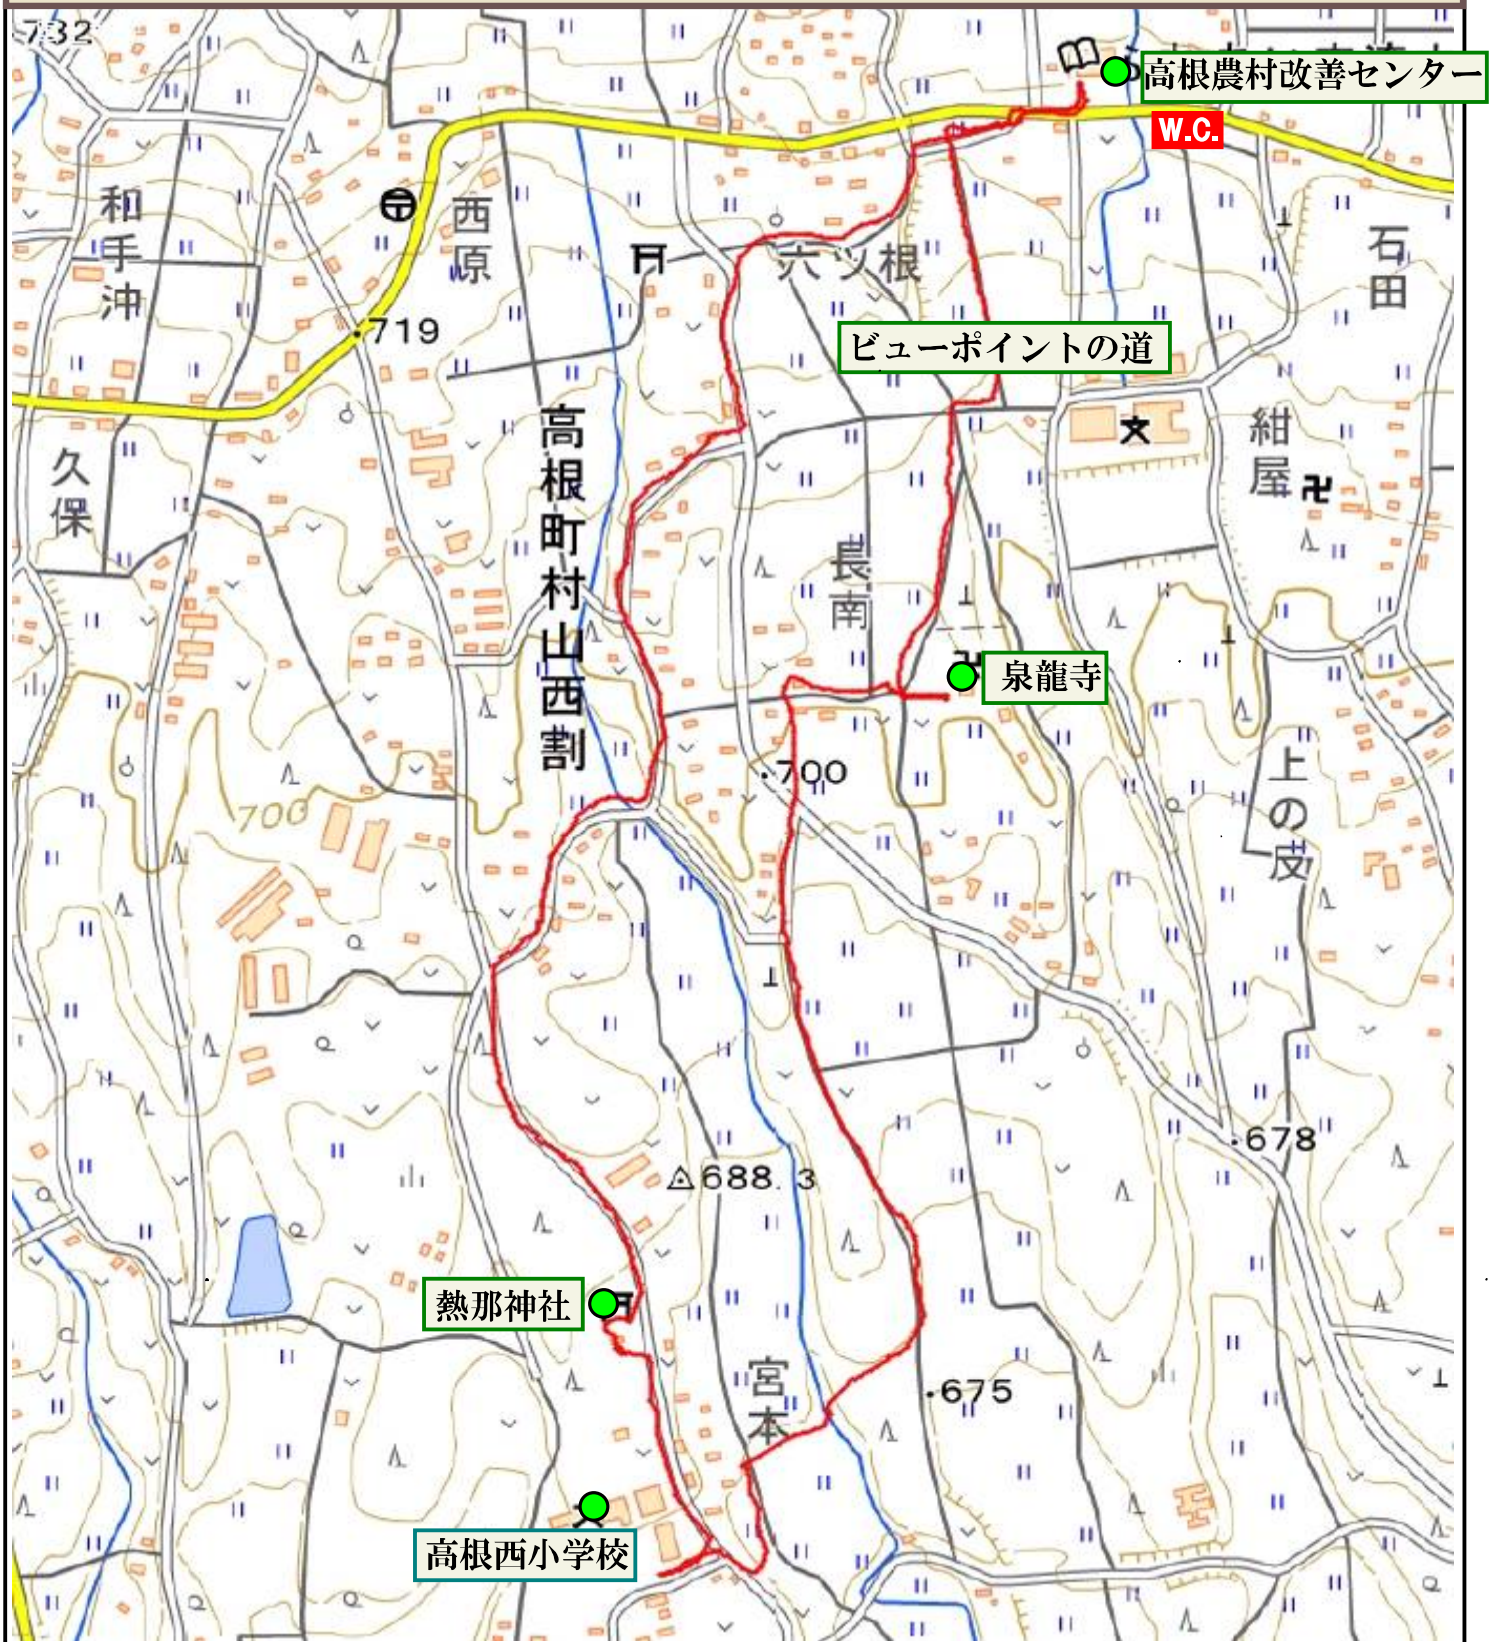 732
高根農村改善センター
W.C.
和手沖
西原
石田
六ツ根
719
ビューポイントの道
紺屋
久保
高根町村山西割
長南
泉龍寺
700
上の皮
700
678
688.3
熱那神社
宮本
675
高根西小学校